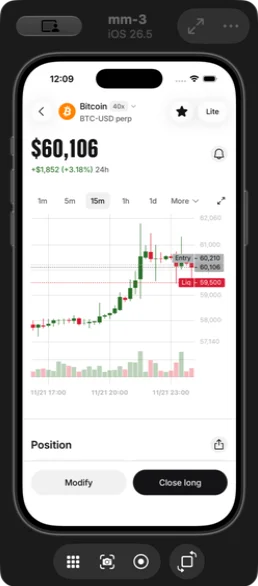 mm-3
iOS 26.5
12:09
Bitcoin 40x
BTC-USD perp
Lite
$60,106
+$1,852 (+3.18%) 24h
1m 5m 15m 1h 1d More
62,560
61,000
Entry 60,210
60,106
Liq 59,500
59,000
58,000
57,140
11/21 17:00 11/21 20:00 11/21 23:00
Position
Modify Close long